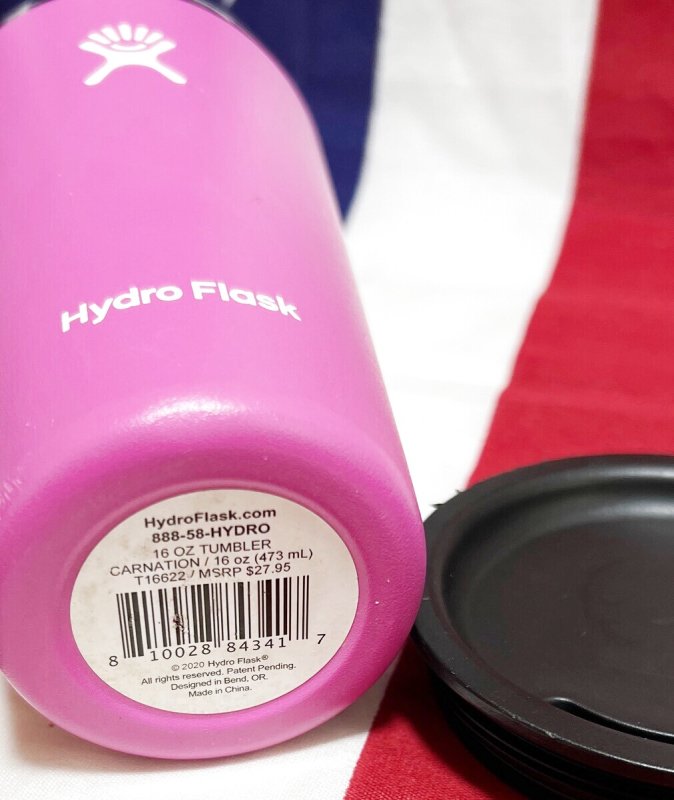 Hydro Flask
HydroFlask.com
888-58-HYDRO
16 OZ TUMBLER
CARNATION / 16 oz (473 mL)
T16622 / MSRP $27.95
8 10028 84341 7
© 2020 Hydro Flask®
All rights reserved. Patent Pending.
Designed in Bend, OR.
Made in China.